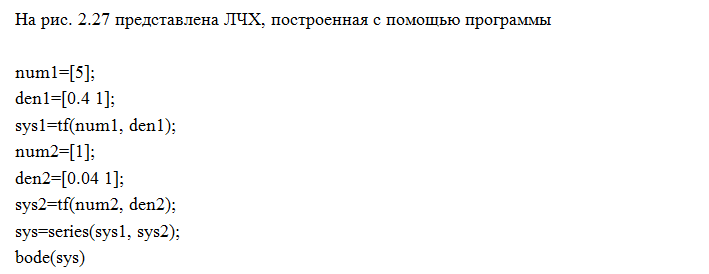 На рис. 2.27 представлена ЛЧХ, построенная с помощью программы
num1=[5];
den1=[0.4 1];
sys1=tf(num1, den1);
num2=[1];
den2=[0.04 1];
sys2=tf(num2, den2);
sys=series(sys1, sys2);
bode(sys)